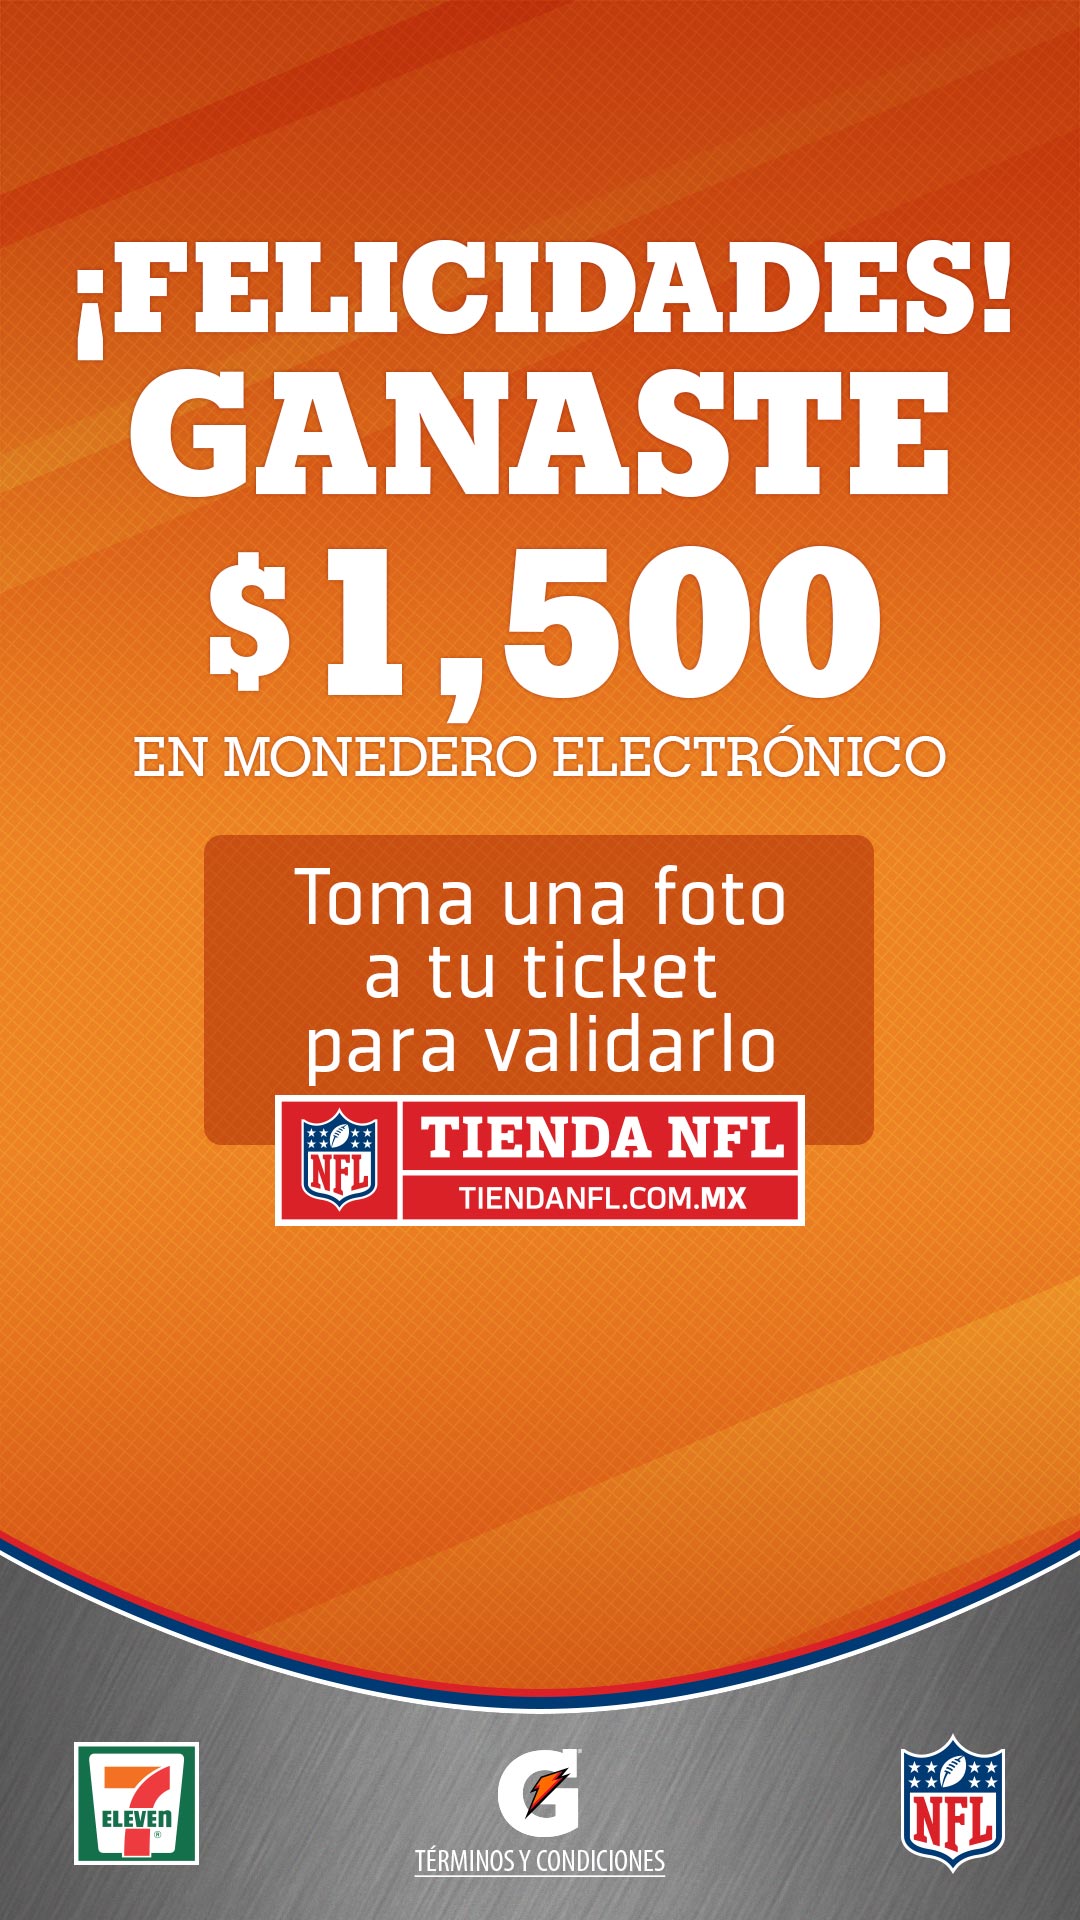 ¡FELICIDADES!
GANASTE
$1,500
EN MONEDERO ELECTRÓNICO
Toma una foto
a tu ticket
para validarlo
NFL
TIENDA NFL
TIENDANFL.COM.MX
7
ELEVEn
®
G
TÉRMINOS Y CONDICIONES
NFL